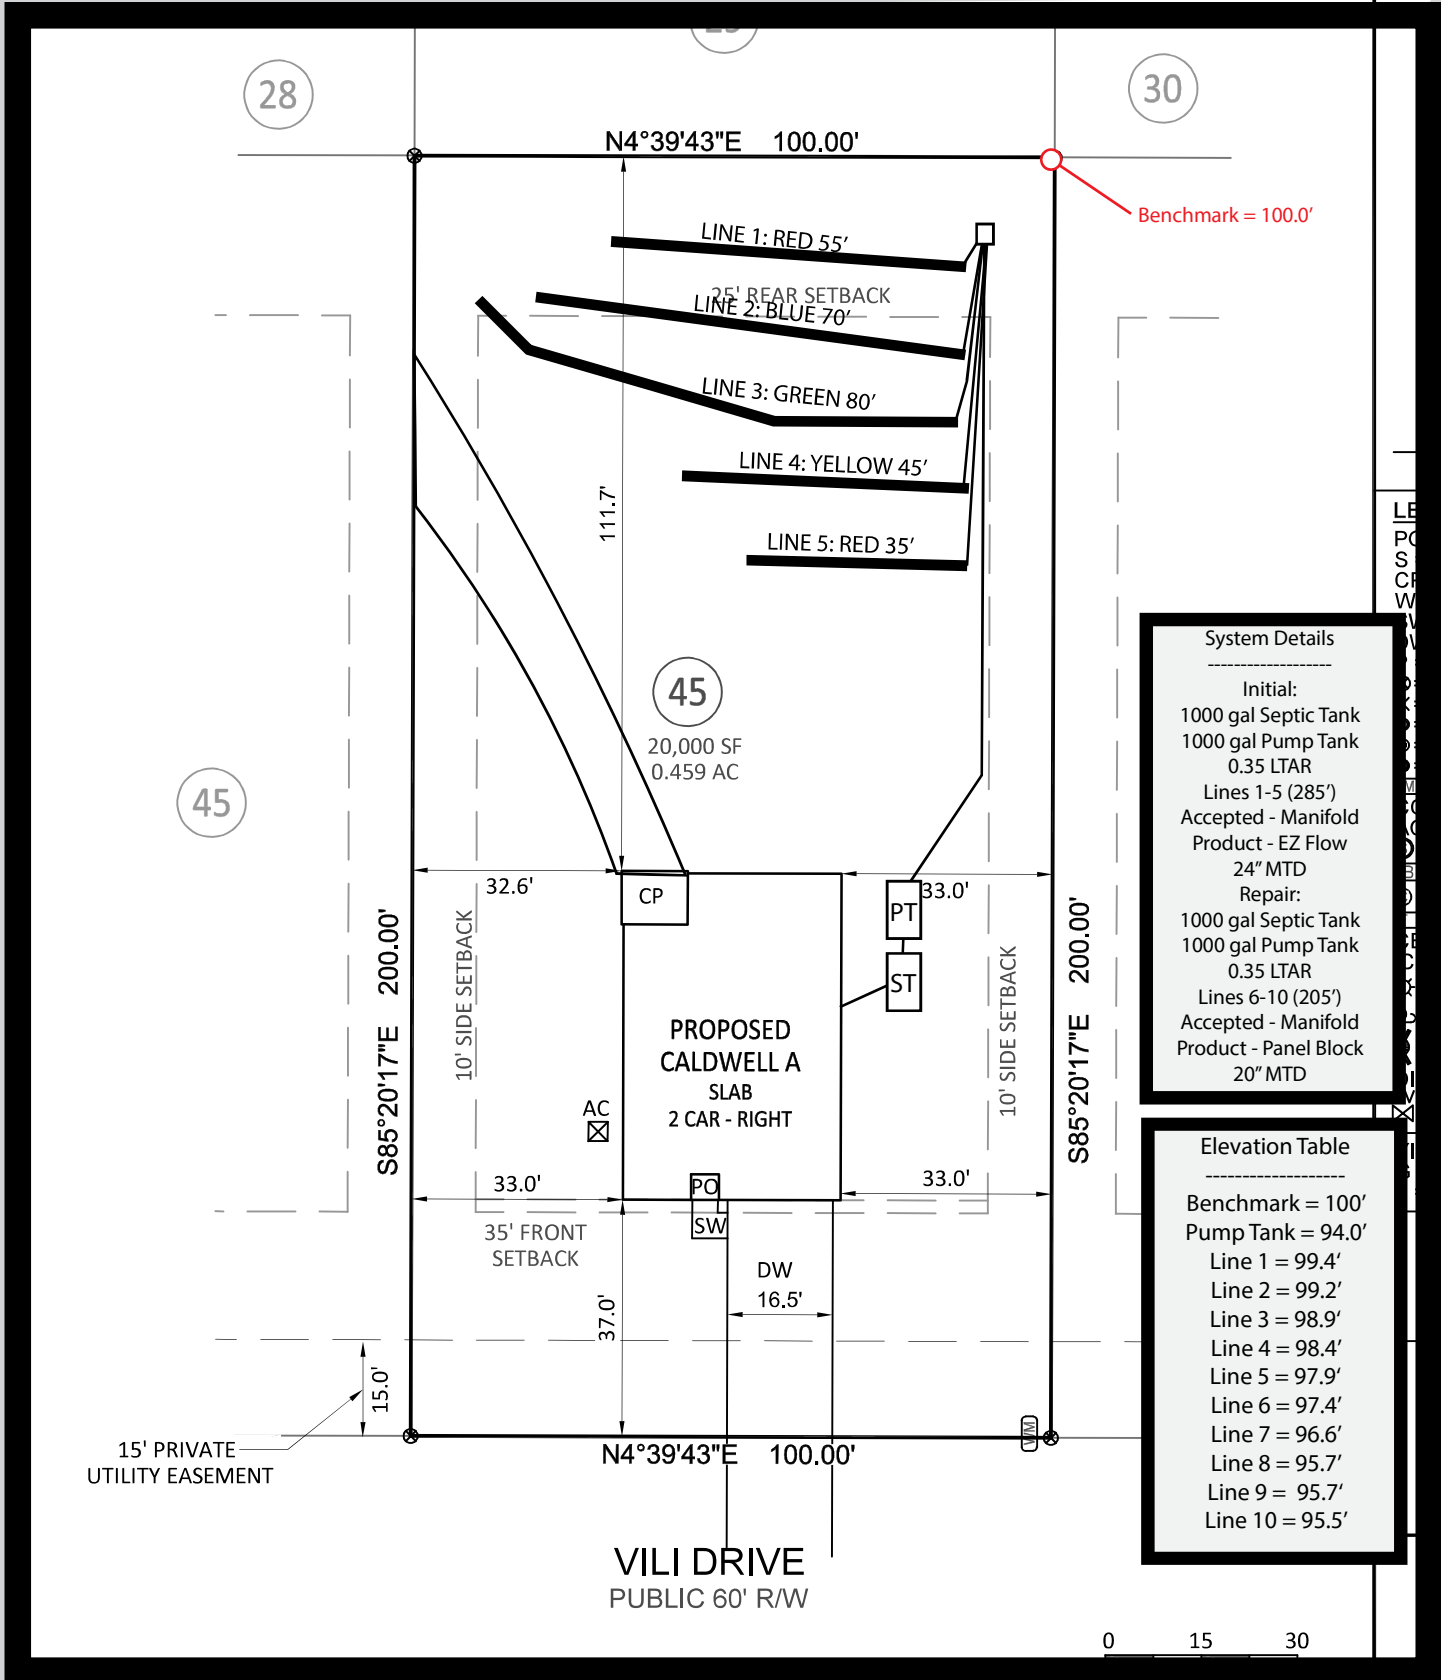 28
30
N4°39'43"E 100.00'
Benchmark = 100.0'
LINE 1: RED 55'
25' REAR SETBACK
LINE 2: BLUE 70'
LINE 3: GREEN 80'
LINE 4: YELLOW 45'
111.7'
LINE 5: RED 35'
45
20,000 SF
0.459 AC
45
32.6'
CP
PT
33.0'
ST
S85°20'17"E 200.00'
10' SIDE SETBACK
PROPOSED
CALDWELL A
SLAB
2 CAR - RIGHT
10' SIDE SETBACK
S85°20'17"E 200.00'
AC
33.0'
PO
33.0'
SW
35' FRONT
SETBACK
DW
16.5'
37.0'
15.0'
15' PRIVATE
UTILITY EASEMENT
WM
N4°39'43"E 100.00'
VILI DRIVE
PUBLIC 60' R/W
System Details
-------------------
Initial:
1000 gal Septic Tank
1000 gal Pump Tank
0.35 LTAR
Lines 1-5 (285')
Accepted - Manifold
Product - EZ Flow
24" MTD
Repair:
1000 gal Septic Tank
1000 gal Pump Tank
0.35 LTAR
Lines 6-10 (205')
Accepted - Manifold
Product - Panel Block
20" MTD
Elevation Table
-------------------
Benchmark = 100'
Pump Tank = 94.0'
Line 1 = 99.4'
Line 2 = 99.2'
Line 3 = 98.9'
Line 4 = 98.4'
Line 5 = 97.9'
Line 6 = 97.4'
Line 7 = 96.6'
Line 8 = 95.7'
Line 9 = 95.7'
Line 10 = 95.5'
0 15 30